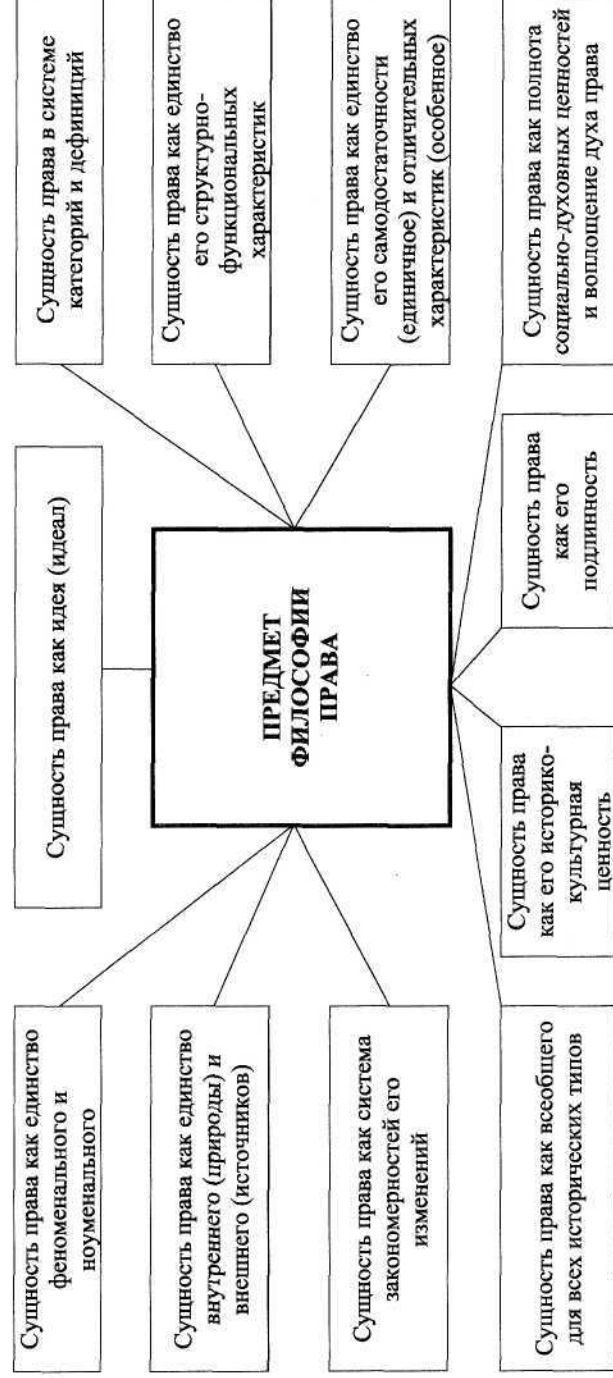 Сущность права как единство
феноменального и
ноуменального
Сущность права как идея (идеал)
Сущность права в системе
категорий и дефиниций
Сущность права как единство
внутреннего (природы) и
внешнего (источников)
ПРЕДМЕТ
ФИЛОСОФИИ
ПРАВА
Сущность права как единство
его структурно-
функциональных
характеристик
Сущность права как система
закономерностей его
изменений
Сущность права как единство
его самодостаточности
(единичное) и отличительных
характеристик (особенное)
Сущность права как всеобщего
для всех исторических типов
Сущность права
как его историко-
культурная
ценность
Сущность права
как его
подлинность
Сущность права как полнота
социально-духовных ценностей
и воплощение духа права